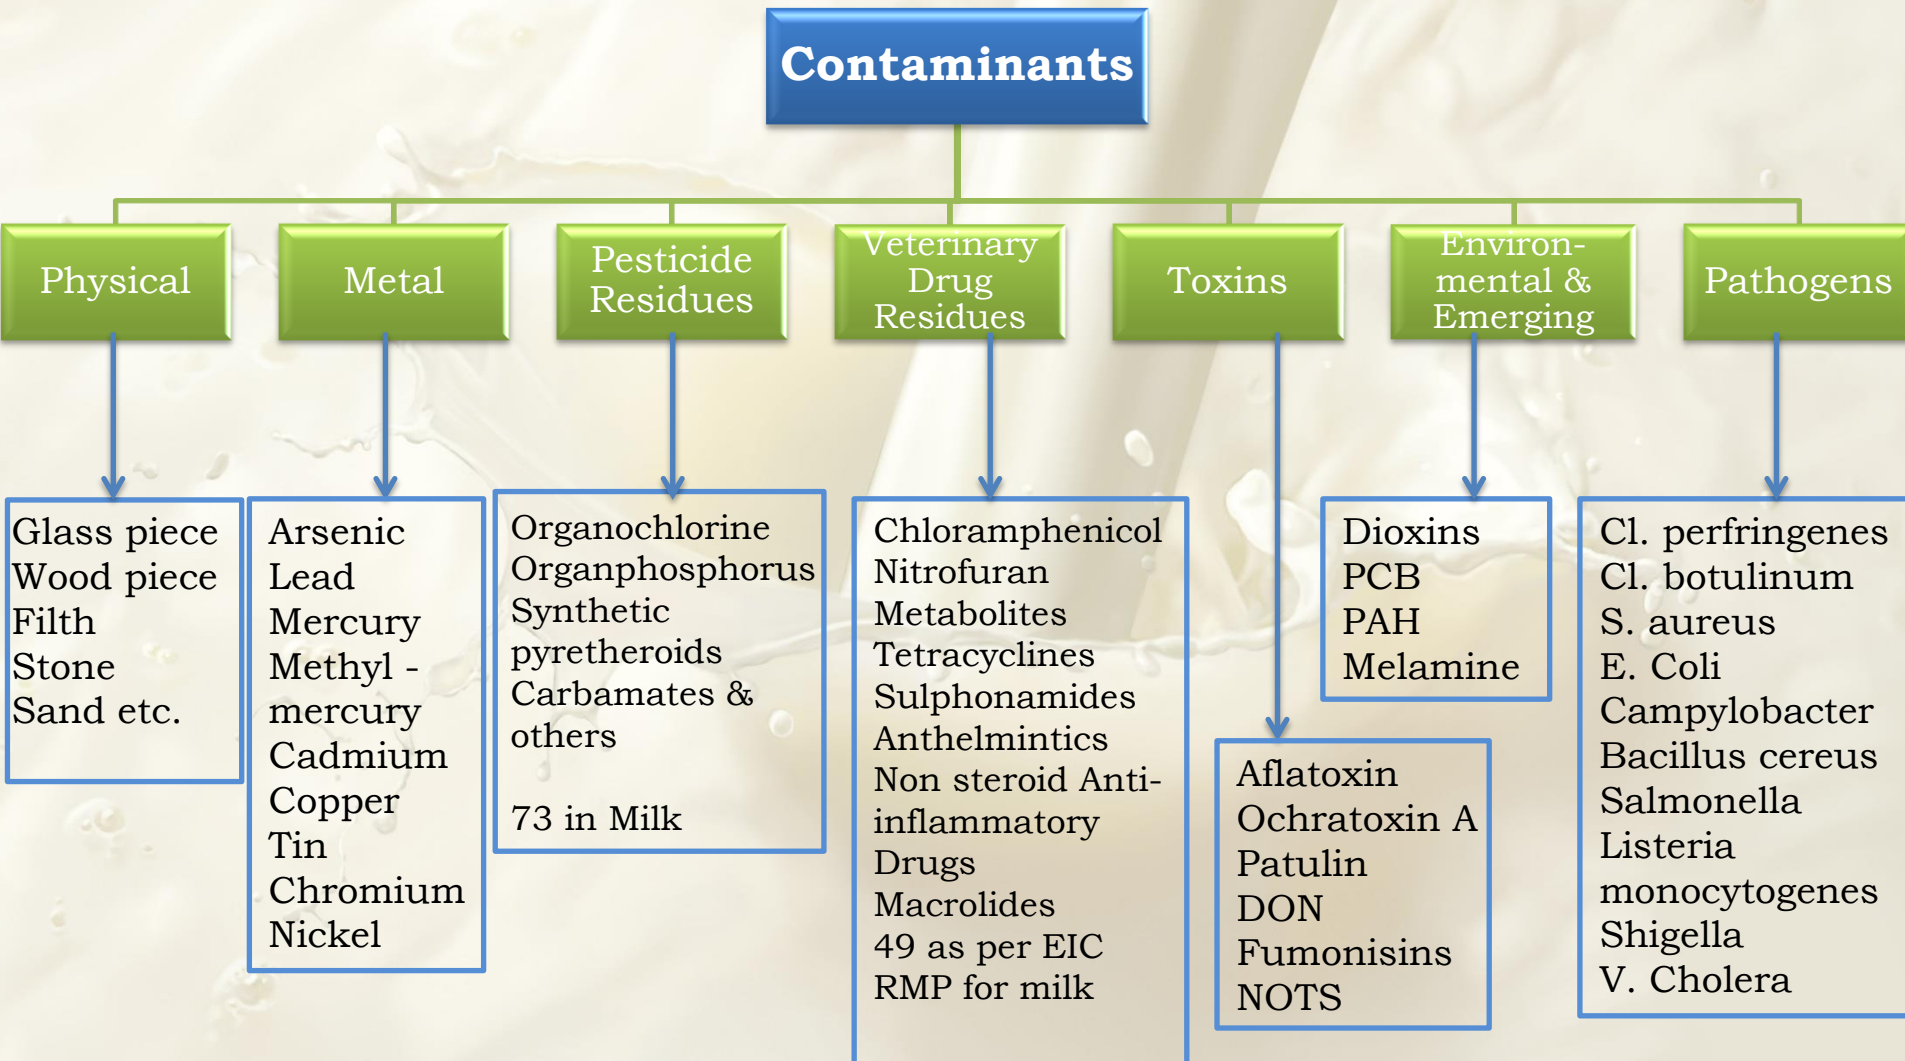 Contaminants
Physical
Metal
Pesticide
Residues
Veterinary
Drug
Residues
Toxins
Environ-
mental &
Emerging
Pathogens
Glass piece
Wood piece
Filth
Stone
Sand etc.
Arsenic
Lead
Mercury
Methyl -
mercury
Cadmium
Copper
Tin
Chromium
Nickel
Organochlorine
Organphosphorus
Synthetic
pyretheroids
Carbamates &
others
73 in Milk
Chloramphenicol
Nitrofuran
Metabolites
Tetracyclines
Sulphonamides
Anthelmintics
Non steroid Anti-
inflammatory
Drugs
Macrolides
49 as per EIC
RMP for milk
Aflatoxin
Ochratoxin A
Patulin
DON
Fumonisins
NOTS
Dioxins
PCB
PAH
Melamine
Cl. perfringenes
Cl. botulinum
S. aureus
E. Coli
Campylobacter
Bacillus cereus
Salmonella
Listeria
monocytogenes
Shigella
V. Cholera